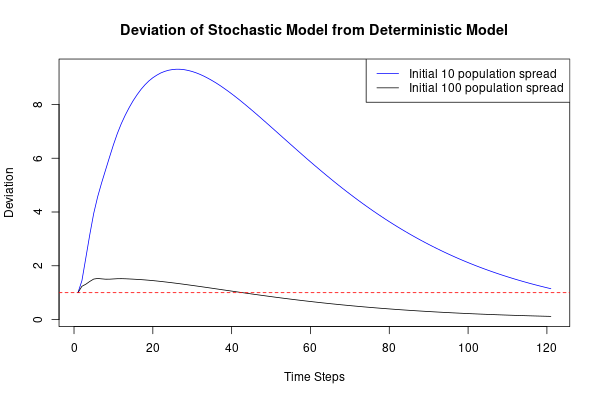 Deviation of Stochastic Model from Deterministic Model
Initial 10 population spread
Initial 100 population spread
Deviation
8
6
4
2
0
0 20 40 60 80 100 120
Time Steps